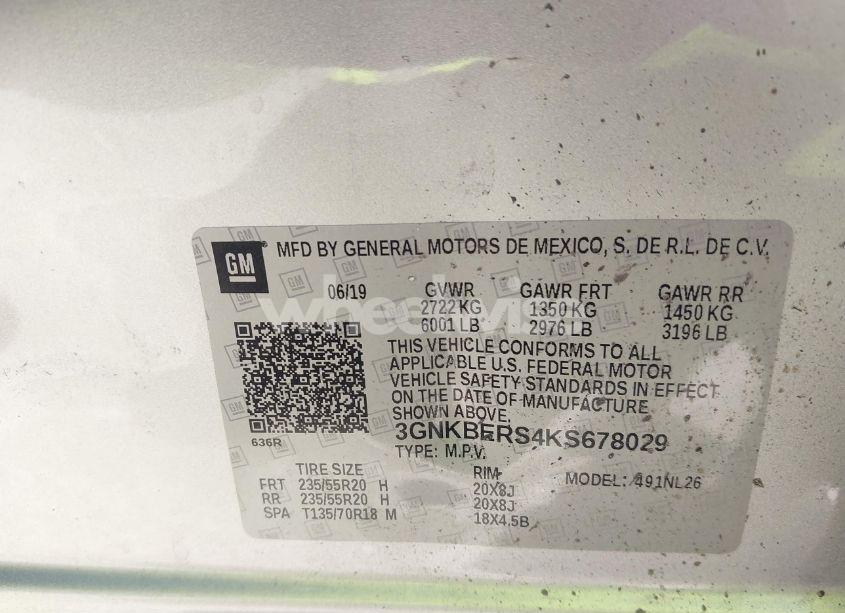 GM
MFD BY GENERAL MOTORS DE MEXICO, S. DE R.L. DE C.V.
06/19 GVWR GAWR FRT GAWR RR
2722 KG 1350 KG 1450 KG
6001 LB 2976 LB 3196 LB
THIS VEHICLE CONFORMS TO ALL
APPLICABLE U.S. FEDERAL MOTOR
VEHICLE SAFETY STANDARDS IN EFFECT
ON THE DATE OF MANUFACTURE
SHOWN ABOVE.
3GNKBERS4KS678029
636R
TYPE: M.P.V.
TIRE SIZE RIM MODEL: 491NL26
FRT 235/55R20 H 20X8J
RR 235/55R20 H 20X8J
SPA T135/70R18 M 18X4.5B